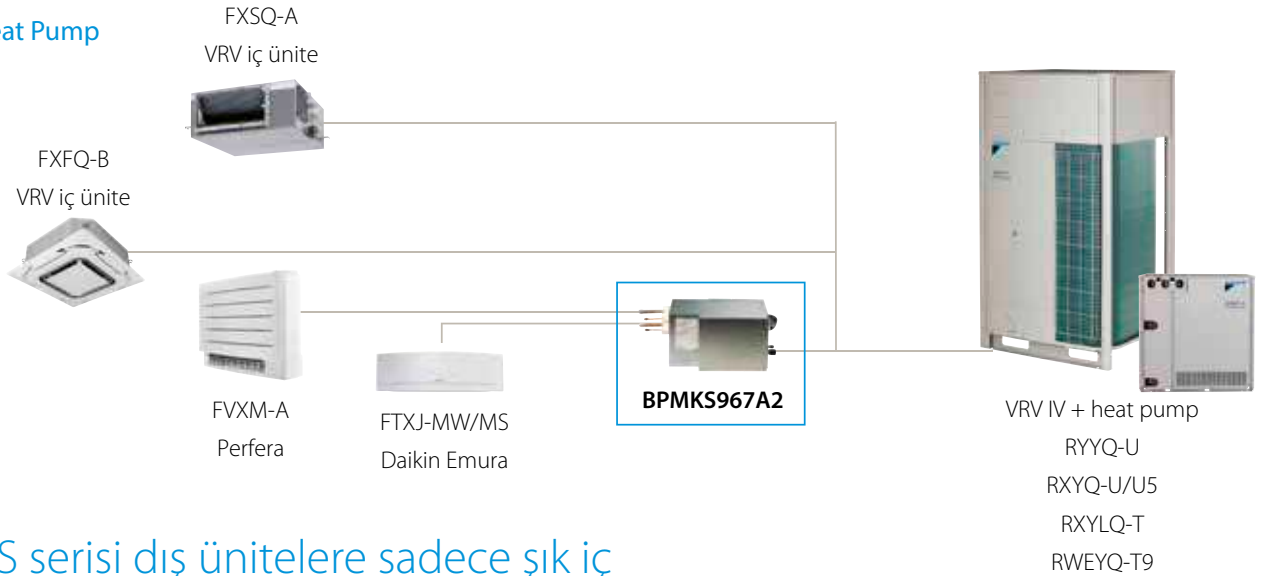 eat Pump
FXSQ-A
VRV iç ünite
FXFQ-B
VRV iç ünite
FVXM-A
Perfera
FTXJ-MW/MS
Daikin Emura
BPMKS967A2
VRV IV + heat pump
RYYQ-U
RXYQ-U/U5
RXYLQ-T
RWEYQ-T9
S serisi dış ünitelere sadece şık iç